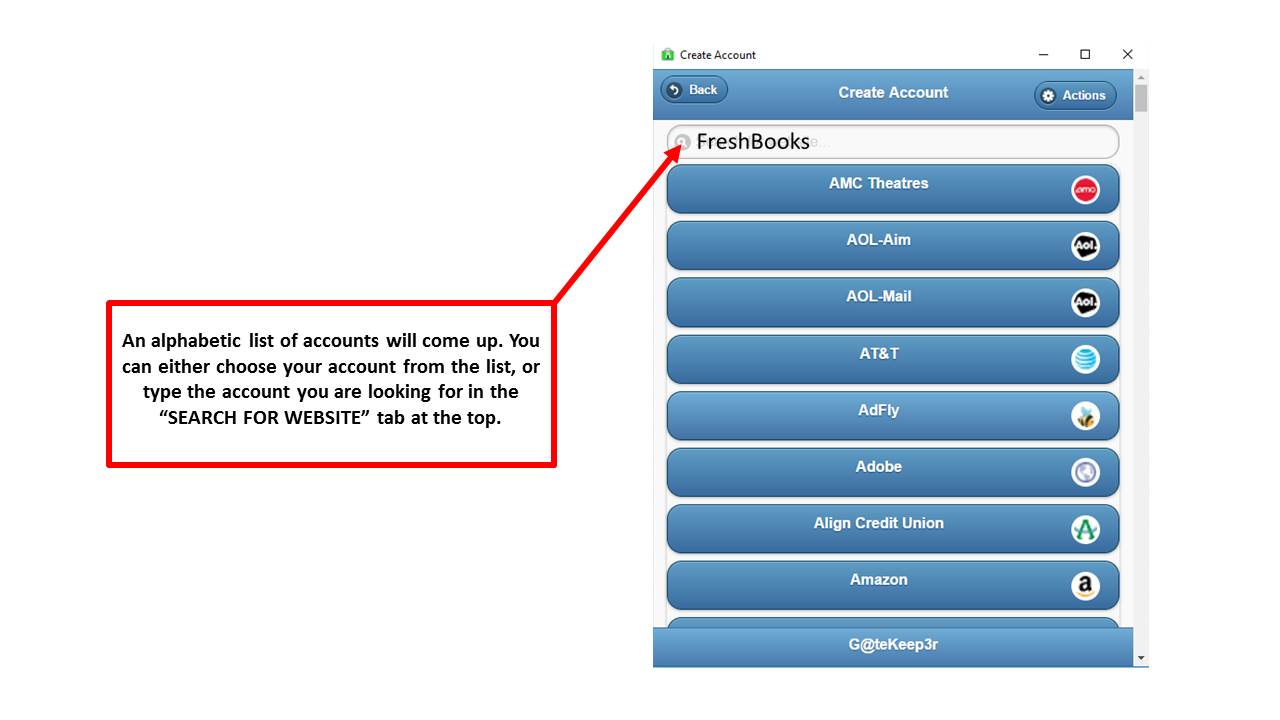 Create Account
Back
Create Account
Actions
FreshBooks e...
AMC Theatres
amc
AOL-Aim
Aol.
AOL-Mail
Aol.
AT&T
AdFly
Adobe
Align Credit Union
Amazon
a
G@teKeep3r
An alphabetic list of accounts will come up. You
can either choose your account from the list, or
type the account you are looking for in the
“SEARCH FOR WEBSITE” tab at the top.